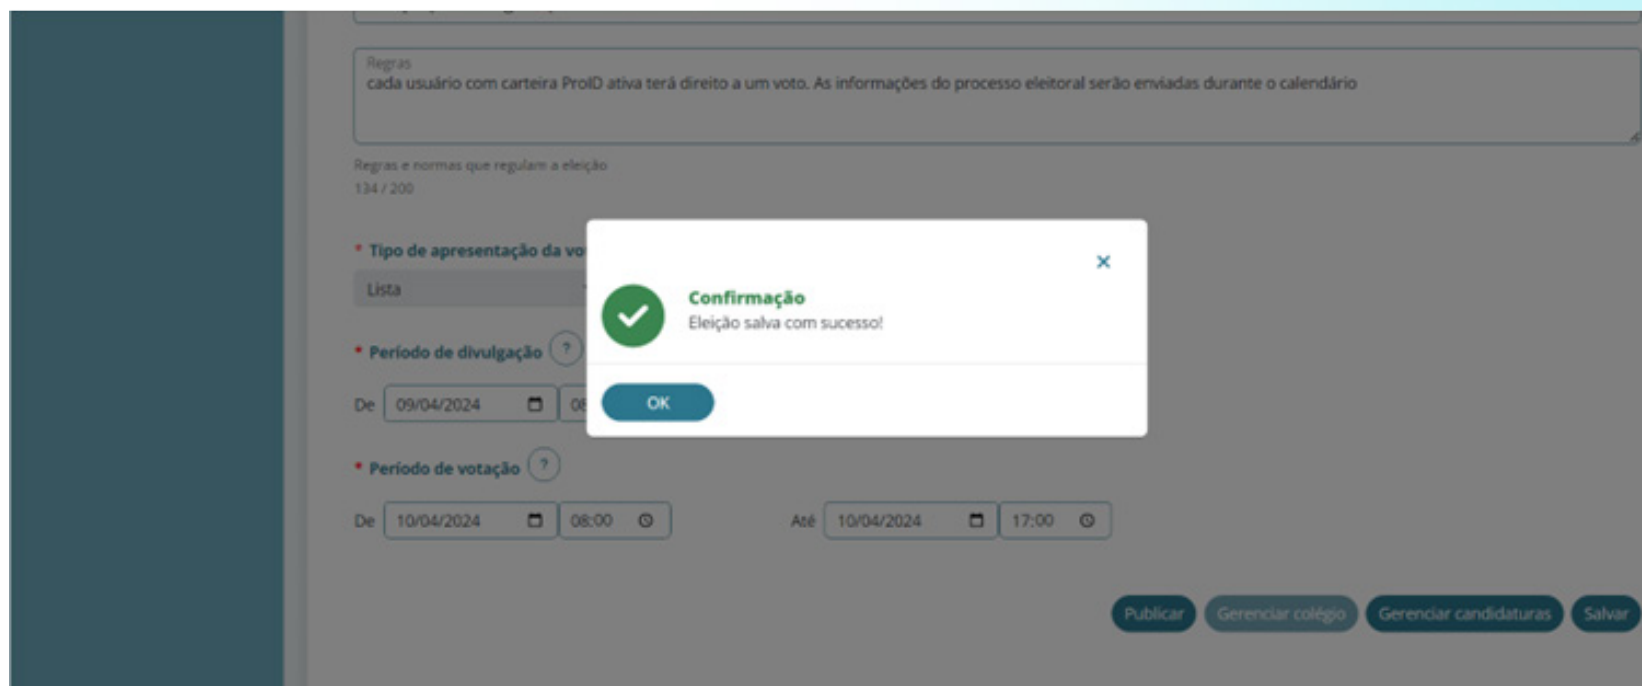 Regras
cada usuário com carteira ProID ativa terá direito a um voto. As informações do processo eleitoral serão enviadas durante o calendário
Regras e normas que regulam a eleição
134 / 200
* Tipo de apresentação da vo
Lista
Confirmação
Eleição salva com sucesso!
OK
* Período de divulgação ?
De 09/04/2024 08
* Período de votação ?
De 10/04/2024 08:00 Até 10/04/2024 17:00
Publicar Gerenciar colégio Gerenciar candidaturas Salvar